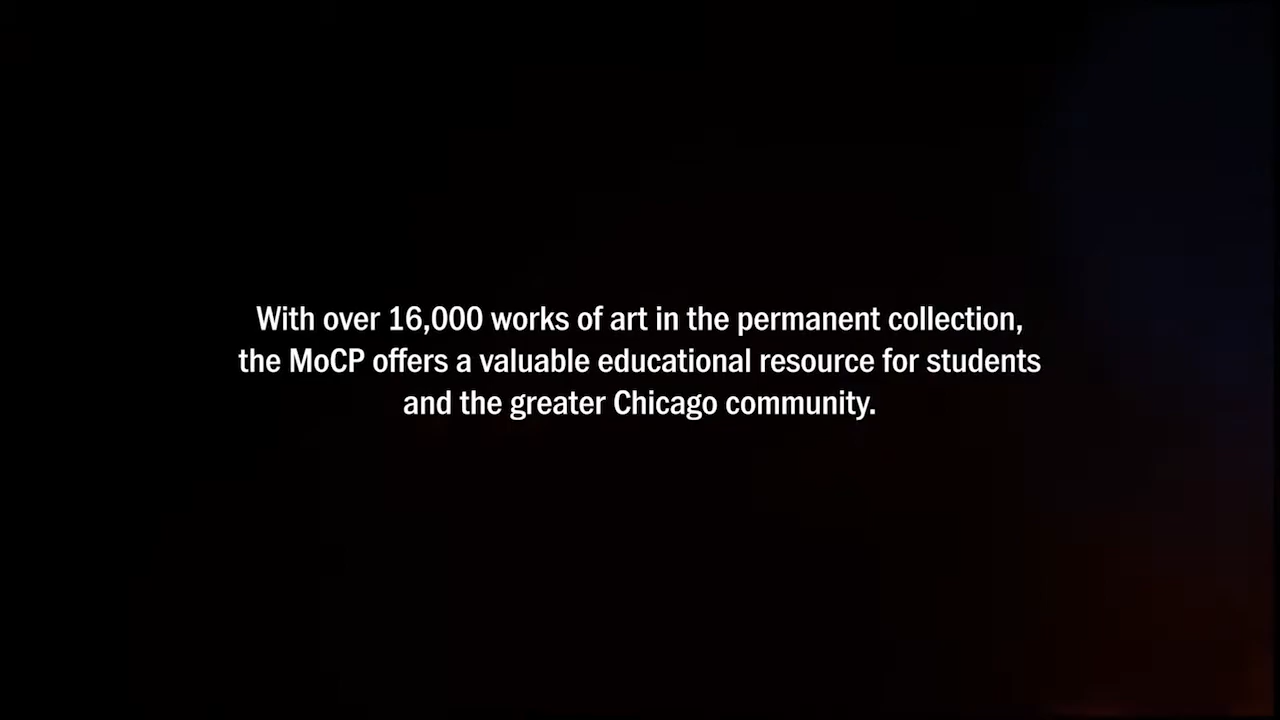 With over 16,000 works of art in the permanent collection,
the MoCP offers a valuable educational resource for students
and the greater Chicago community.